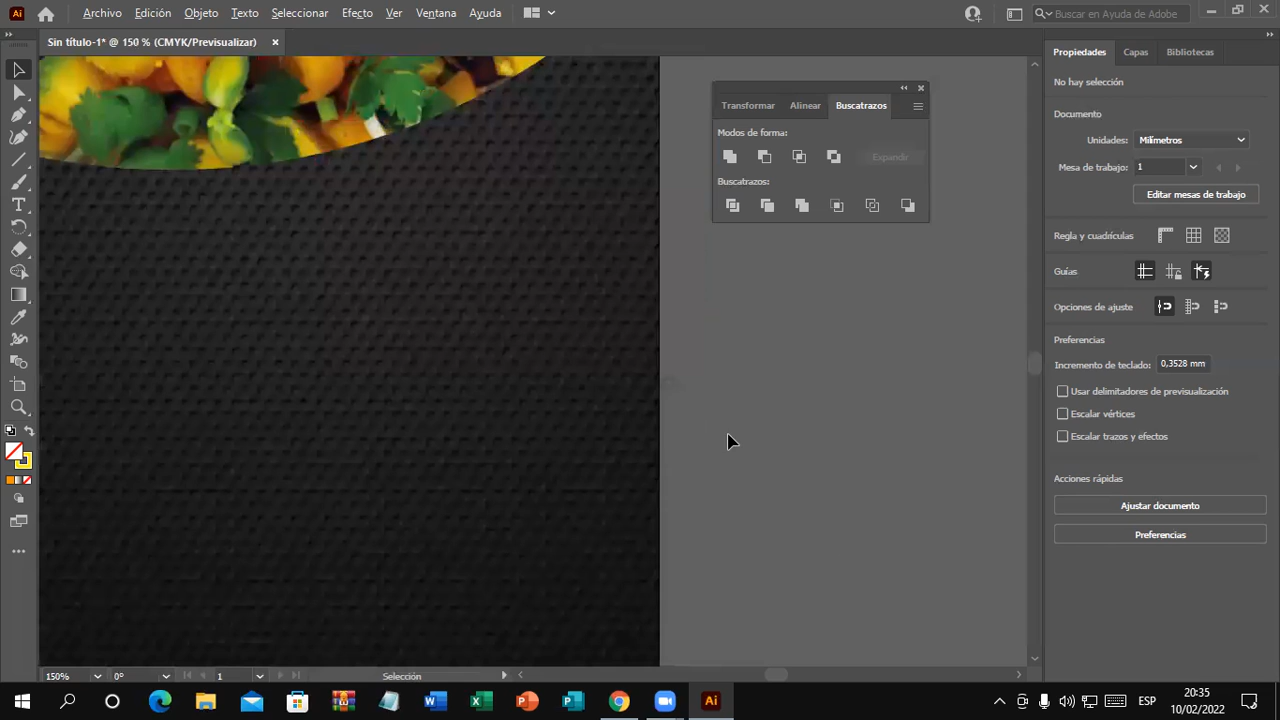 Ai
Archivo Edición Objeto Texto Seleccionar Efecto Ver Ventana Ayuda
Buscar en Ayuda de Adobe
Sin título-1* @ 150 % (CMYK/Previsualizar)
Propiedades Capas Bibliotecas
No hay selección
Transformar Alinear Buscatrazos
Documento
Modos de forma:
Unidades: Milímetros
Expandir
Mesa de trabajo: 1
Buscatrazos:
Editar mesas de trabajo
Regla y cuadrículas
Guías
Opciones de ajuste
Preferencias
Incremento de teclado: 0,3528 mm
Usar delimitadores de previsualización
Escalar vértices
Escalar trazos y efectos
Acciones rápidas
Ajustar documento
Preferencias
150% 0° 1 Selección
ESP
20:35
10/02/2022